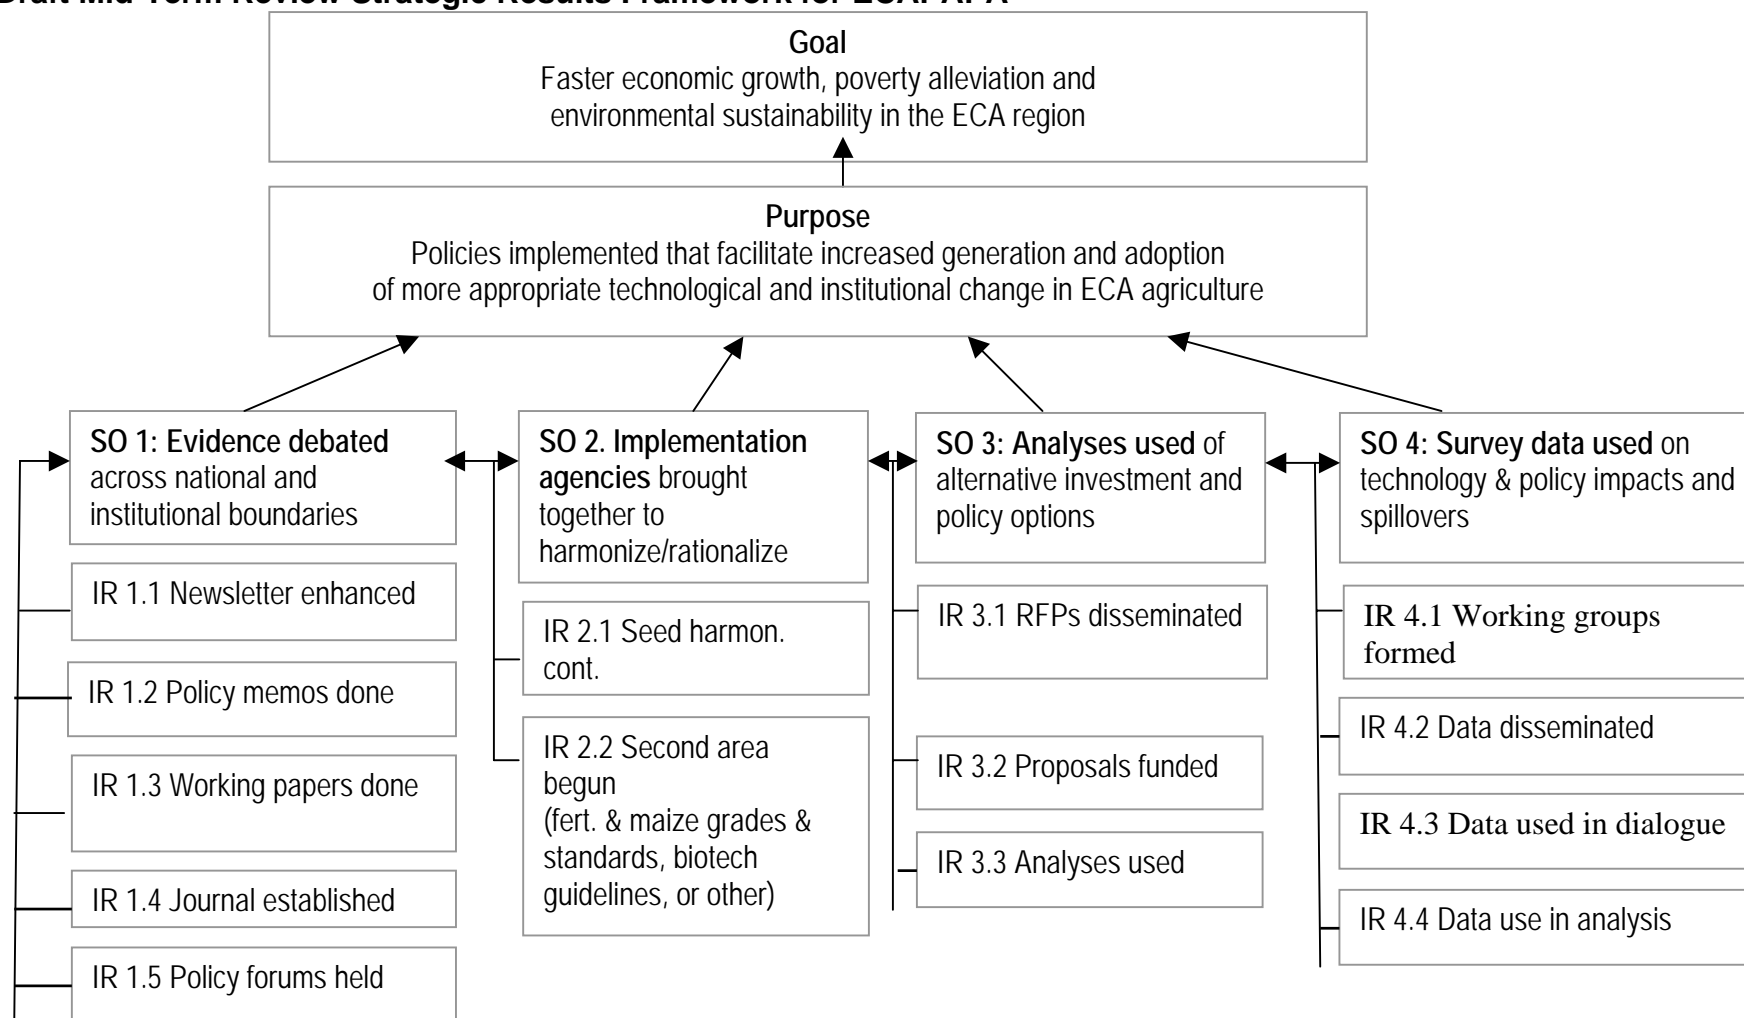 Draft Mid-Term Review Strategic Results Framework for ECAPAPA
Goal
Faster economic growth, poverty alleviation and
environmental sustainability in the ECA region
Purpose
Policies implemented that facilitate increased generation and adoption
of more appropriate technological and institutional change in ECA agriculture
SO 1: Evidence debated
across national and
institutional boundaries
IR 1.1 Newsletter enhanced
IR 1.2 Policy memos done
IR 1.3 Working papers done
IR 1.4 Journal established
IR 1.5 Policy forums held
SO 2. Implementation
agencies brought
together to
harmonize/rationalize
IR 2.1 Seed harmon.
cont.
IR 2.2 Second area
begun
(fert. & maize grades &
standards, biotech
guidelines, or other)
SO 3: Analyses used of
alternative investment and
policy options
IR 3.1 RFPs disseminated
IR 3.2 Proposals funded
IR 3.3 Analyses used
SO 4: Survey data used on
technology & policy impacts and
spillovers
IR 4.1 Working groups
formed
IR 4.2 Data disseminated
IR 4.3 Data used in dialogue
IR 4.4 Data use in analysis